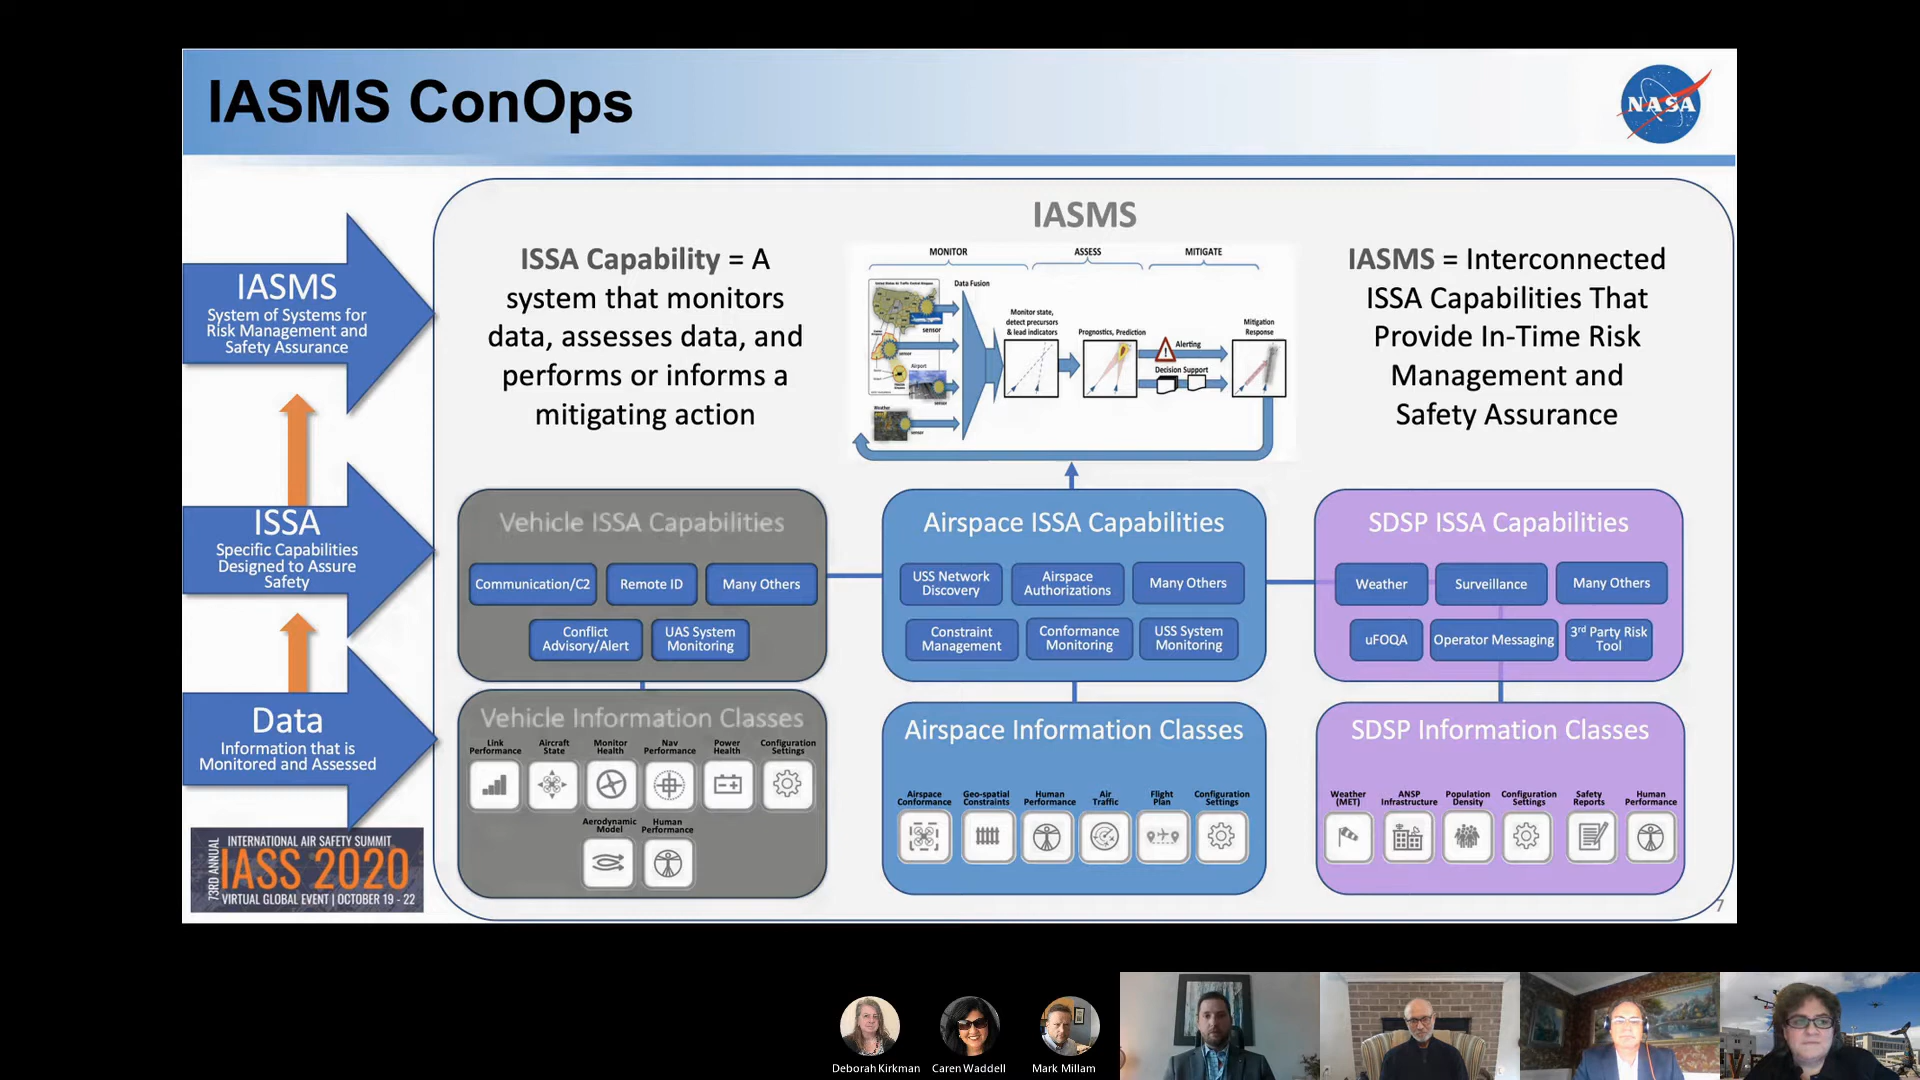 IASMS ConOps
NASA
IASMS
System of Systems for
Risk Management and
Safety Assurance
ISSA
Specific Capabilities
Designed to Assure
Safety
Data
Information that is
Monitored and Assessed
73RD ANNUAL
INTERNATIONAL AIR SAFETY SUMMIT
IASS 2020
VIRTUAL GLOBAL EVENT | OCTOBER 19 - 22
IASMS
ISSA Capability = A
system that monitors
data, assesses data, and
performs or informs a
mitigating action
MONITOR
ASSESS
MITIGATE
Data Fusion
sensor
sensor
Airport
sensor
Weather
sensor
Monitor state,
detect precursors
& lead indicators
Prognostics, Prediction
Alerting
Decision Support
Mitigation
Response
IASMS = Interconnected
ISSA Capabilities That
Provide In-Time Risk
Management and
Safety Assurance
Vehicle ISSA Capabilities
Communication/C2
Remote ID
Many Others
Conflict
Advisory/Alert
UAS System
Monitoring
Airspace ISSA Capabilities
USS Network
Discovery
Airspace
Authorizations
Many Others
Constraint
Management
Conformance
Monitoring
USS System
Monitoring
SDSP ISSA Capabilities
Weather
Surveillance
Many Others
uFOQA
Operator Messaging
3rd Party Risk
Tool
Vehicle Information Classes
Link
Performance
Aircraft
State
Monitor
Health
Nav
Performance
Power
Health
Configuration
Settings
Aerodynamic
Model
Human
Performance
Airspace Information Classes
Airspace
Conformance
Geo-spatial
Constraints
Human
Performance
Air
Traffic
Flight
Plan
Configuration
Settings
SDSP Information Classes
Weather
(MET)
ANSP
Infrastructure
Population
Density
Configuration
Settings
Safety
Reports
Human
Performance
7
Deborah Kirkman
Caren Waddell
Mark Millam